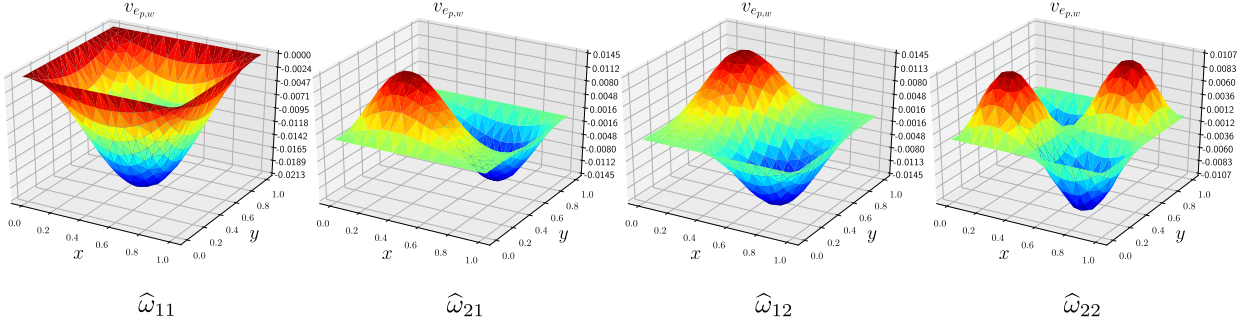 v_{e_{p,w}} v_{e_{p,w}} v_{e_{p,w}} v_{e_{p,w}}
0.0000 0.0145 0.0145 0.0107
-0.0024 0.0112 0.0112 0.0083
-0.0047 0.0080 0.0080 0.0060
-0.0071 0.0048 0.0048 0.0036
-0.0095 0.0016 0.0016 0.0012
-0.0118 -0.0016 -0.0016 -0.0012
-0.0142 -0.0048 -0.0048 -0.0036
-0.0165 -0.0080 -0.0080 -0.0060
-0.0189 -0.0112 -0.0113 -0.0083
-0.0213 -0.0145 -0.0145 -0.0107
0.0 0.2 0.4 0.6 0.8 1.0 x 0.0 0.2 0.4 0.6 0.8 1.0 y
0.0 0.2 0.4 0.6 0.8 1.0 x 0.0 0.2 0.4 0.6 0.8 1.0 y
0.0 0.2 0.4 0.6 0.8 1.0 x 0.0 0.2 0.4 0.6 0.8 1.0 y
0.0 0.2 0.4 0.6 0.8 1.0 x 0.0 0.2 0.4 0.6 0.8 1.0 y
ω̂₁₁ ω̂₂₁ ω̂₁₂ ω̂₂₂